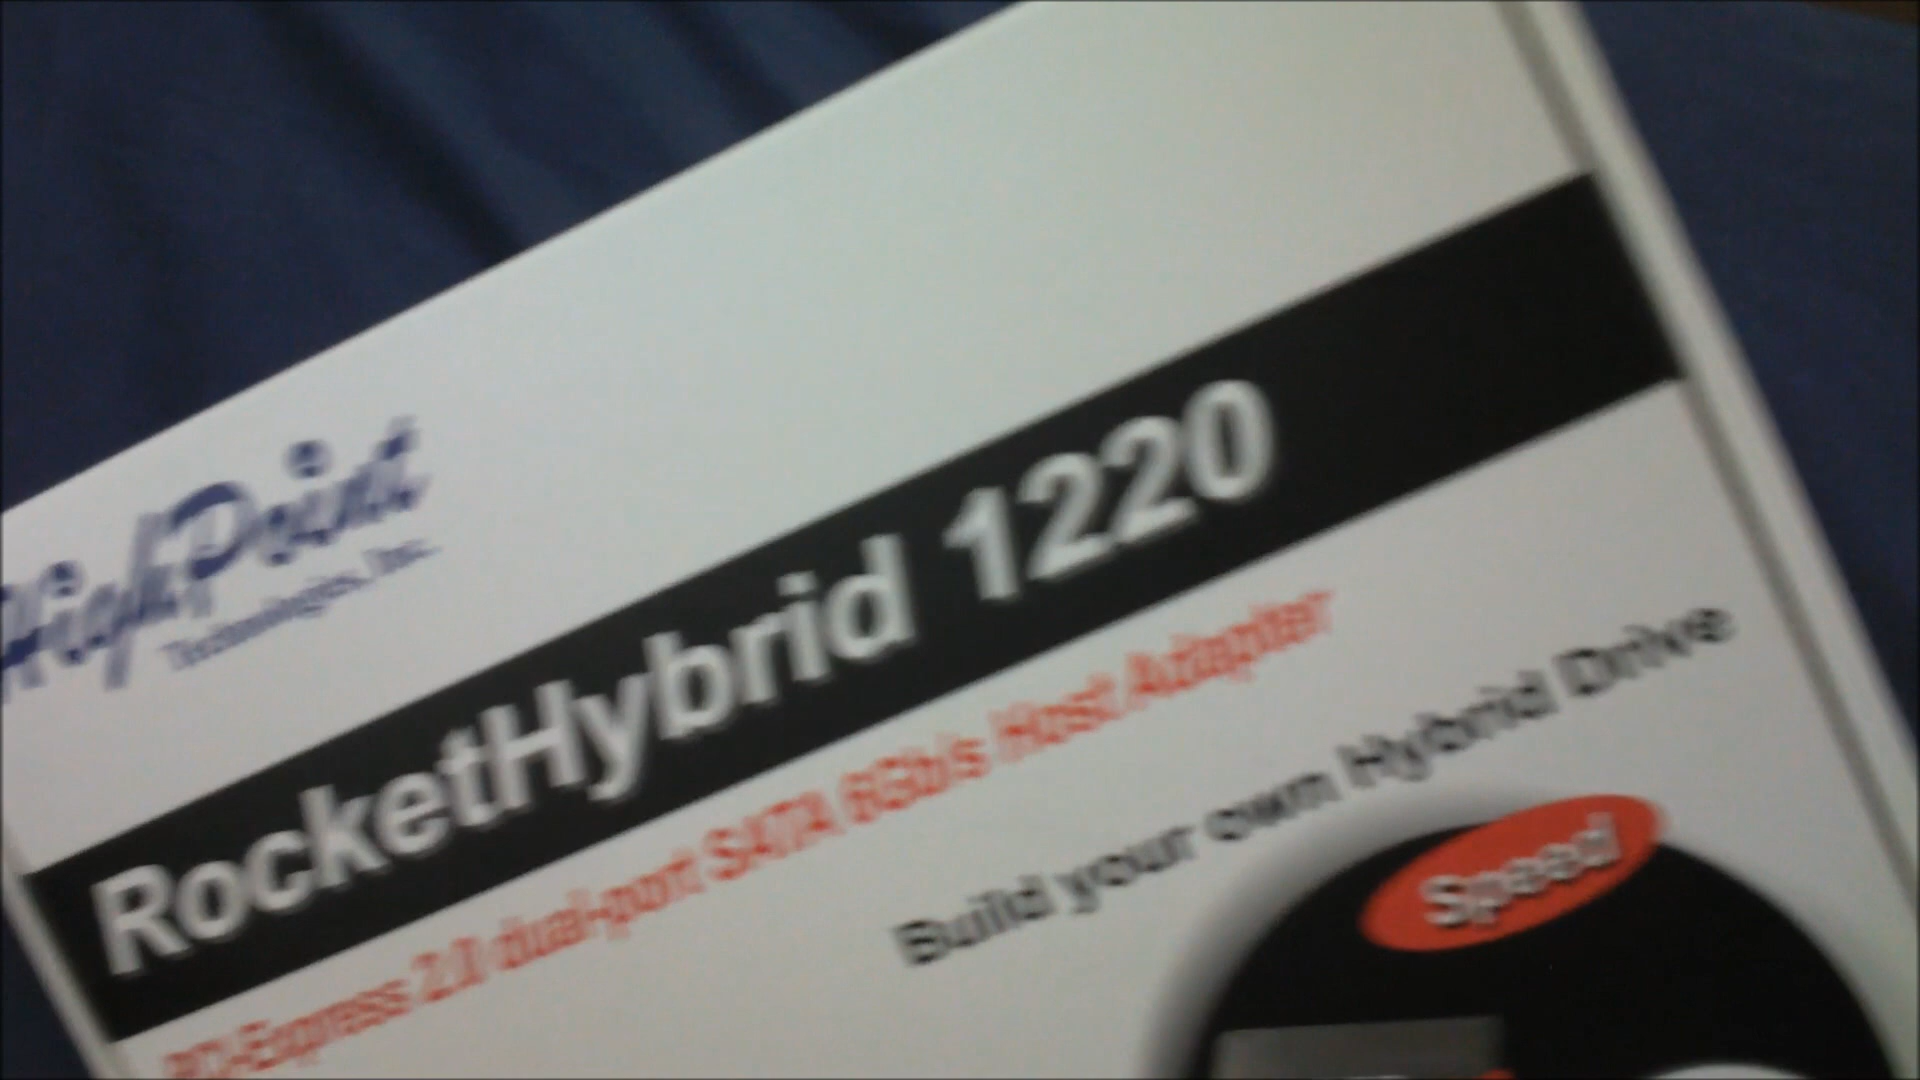 HighPoint
Technologies, Inc.
RocketHybrid 1220
PCI-Express 2.0 dual-port SATA 6Gb/s Host Adapter
Build your own Hybrid Drive
Speed